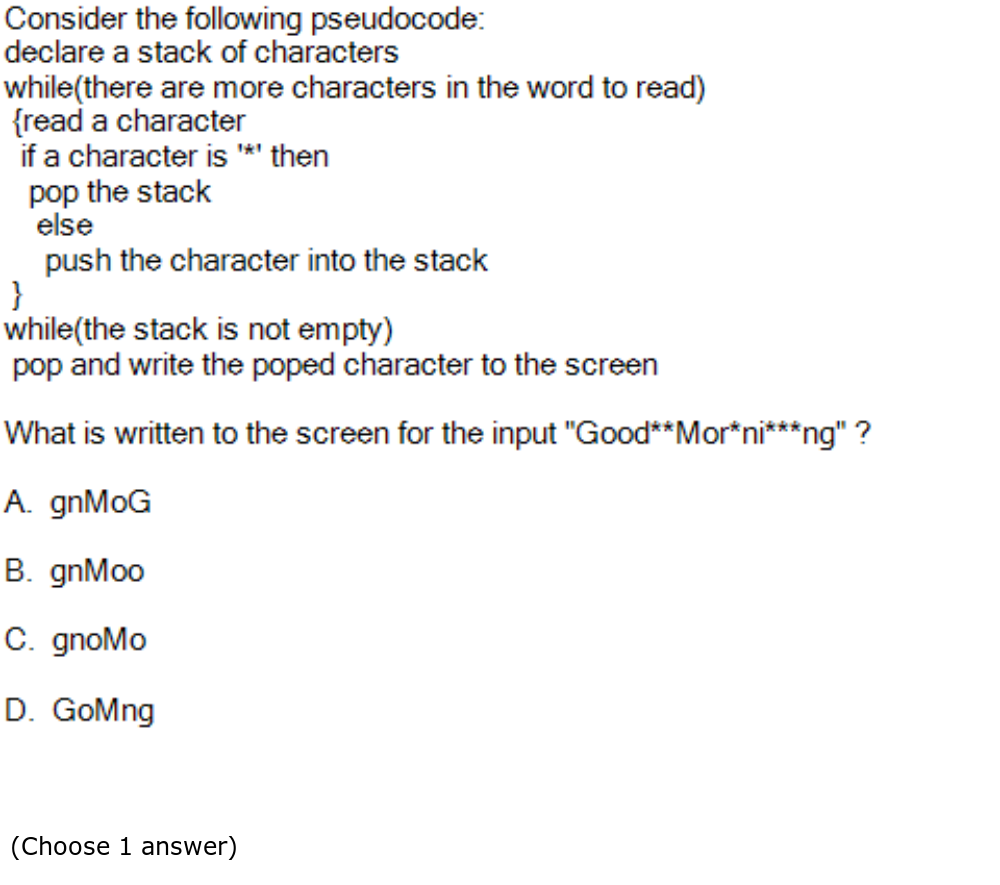 Consider the following pseudocode:
declare a stack of characters
while(there are more characters in the word to read)
{read a character
if a character is '*' then
pop the stack
else
push the character into the stack
}
while(the stack is not empty)
pop and write the poped character to the screen
What is written to the screen for the input "Good**Mor*ni***ng" ?
A. gnMoG
B. gnMoo
C. gnoMo
D. GoMng
(Choose 1 answer)